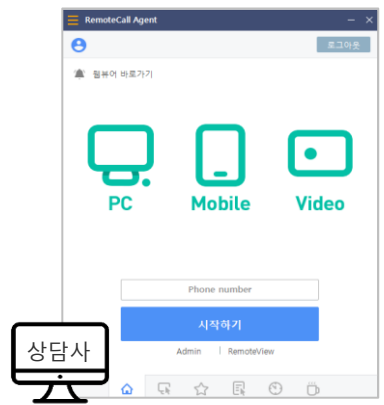 RemoteCall Agent
로그아웃
웹뷰어 바로가기
PC Mobile Video
Phone number
시작하기
Admin | RemoteView
상담사